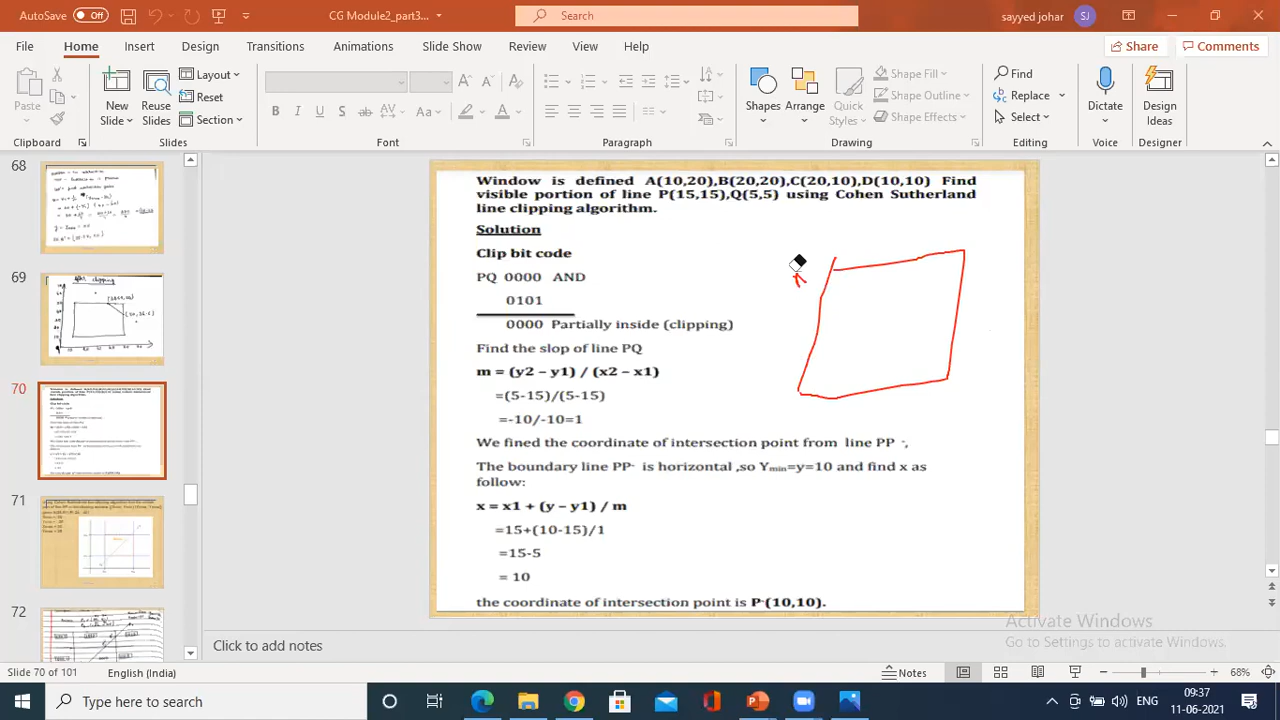 AutoSave Off CG Module2_part3... Search sayyed johar SJ
File Home Insert Design Transitions Animations Slide Show Review View Help Share Comments
Paste New Slide Reuse Slides Layout Reset Section Shapes Arrange Quick Styles Shape Fill Shape Outline Shape Effects Find Replace Select Dictate Design Ideas
Clipboard Slides Font Paragraph Drawing Editing Voice Designer
68
69
70
71
72
Window is defined A(10,20),B(20,20),C(20,10),D(10,10) Find
visible portion of line P(15,15),Q(5,5) using Cohen Sutherland
line clipping algorithm.
Solution
Clip bit code
PQ 0000 AND
0101
0000 Partially inside (clipping)
Find the slop of line PQ
m = (y2 – y1) / (x2 – x1)
=(5-15)/(5-15)
=-10/-10=1
We fined the coordinate of intersection point from line PP -,
The boundary line PP- is horizontal ,so Ymin=y=10 and find x as
follow:
x = x1 + (y – y1) / m
=15+(10-15)/1
=15-5
= 10
the coordinate of intersection point is P-(10,10).
Activate Windows
Go to Settings to activate Windows.
Click to add notes
Slide 70 of 101 English (India) Notes 68%
Type here to search ENG 09:37
11-06-2021